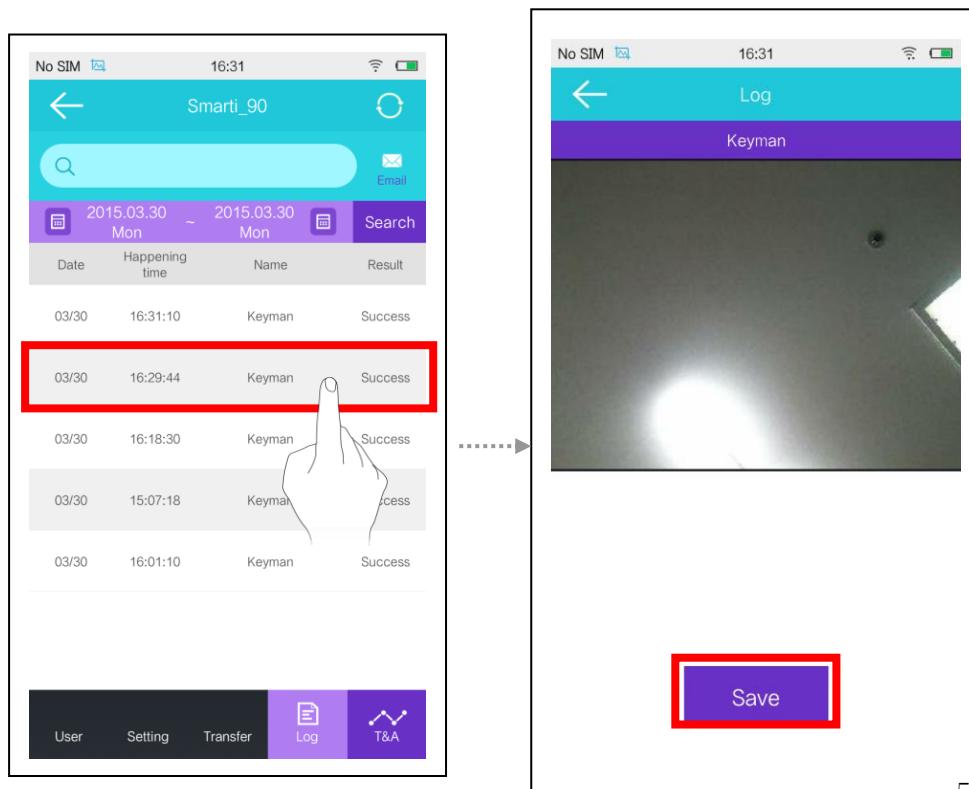 No SIM 16:31
Smarti_90
Email
2015.03.30 ~ 2015.03.30 Search
Mon Mon
Date Happening time Name Result
03/30 16:31:10 Keyman Success
03/30 16:29:44 Keyman Success
03/30 16:18:30 Keyman Success
03/30 15:07:18 Keyman ccess
03/30 16:01:10 Keyman Success
User Setting Transfer Log T&A
No SIM 16:31
Log
Keyman
Save